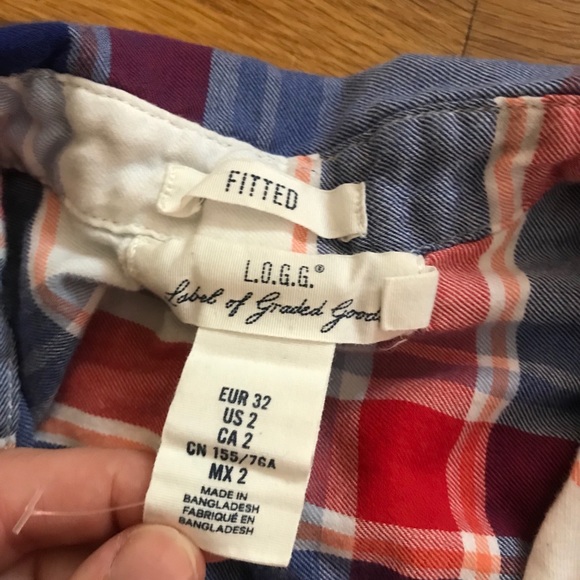 FITTED
L.O.G.G.®
Label of Graded Goods
EUR 32
US 2
CA 2
CN 155/76A
MX 2
MADE IN
BANGLADESH
FABRIQUÉ EN
BANGLADESH